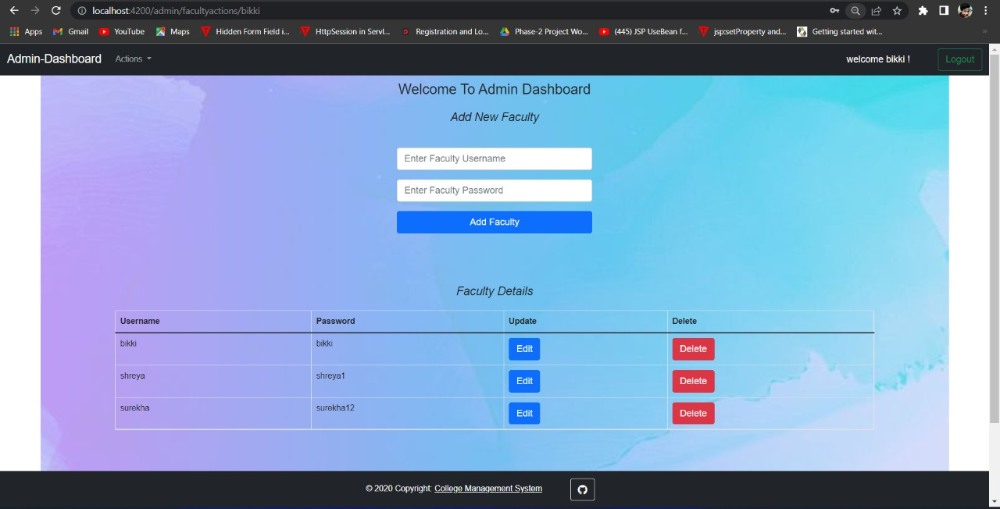 localhost:4200/admin/facultyactions/bikki
Apps Gmail YouTube Maps Hidden Form Field i... HttpSession in Servl... Registration and Lo... Phase-2 Project Wo... (445) JSP UseBean f... jsp:setProperty and... Getting started wit... »
Admin-Dashboard Actions welcome bikki ! Logout
Welcome To Admin Dashboard
Add New Faculty
Enter Faculty Username
Enter Faculty Password
Add Faculty
Faculty Details
Username Password Update Delete
bikki bikki Edit Delete
shreya shreya1 Edit Delete
surekha surekha12 Edit Delete
© 2020 Copyright: College Management System